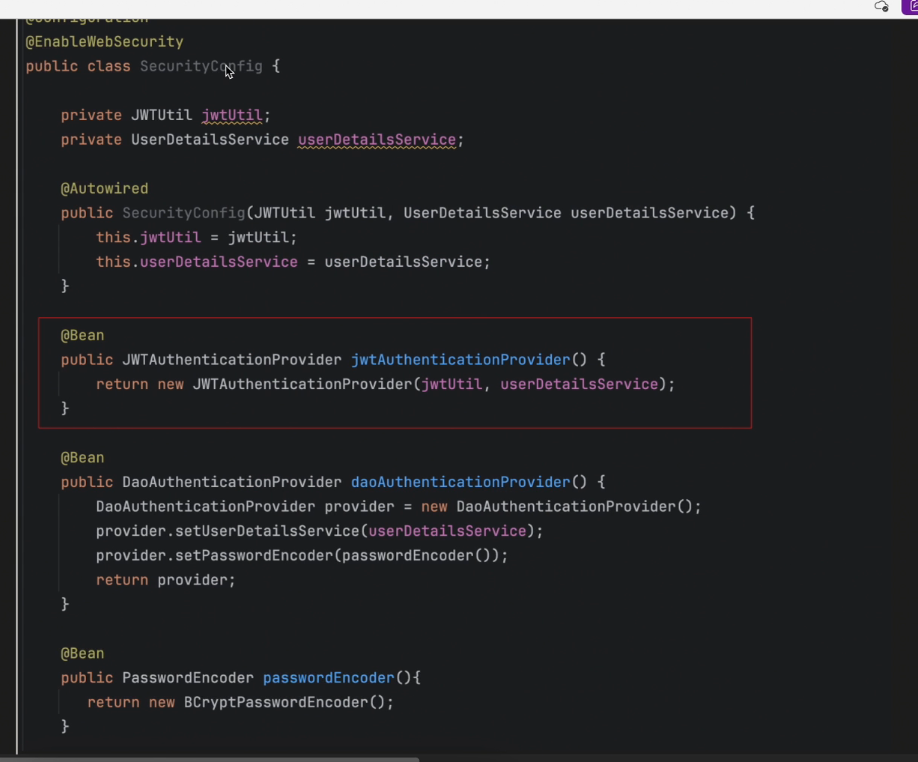 @Configuration
@EnableWebSecurity
public class SecurityConfig {
private JWTUtil jwtUtil;
private UserDetailsService userDetailsService;
@Autowired
public SecurityConfig(JWTUtil jwtUtil, UserDetailsService userDetailsService) {
this.jwtUtil = jwtUtil;
this.userDetailsService = userDetailsService;
}
@Bean
public JWTAuthenticationProvider jwtAuthenticationProvider() {
return new JWTAuthenticationProvider(jwtUtil, userDetailsService);
}
@Bean
public DaoAuthenticationProvider daoAuthenticationProvider() {
DaoAuthenticationProvider provider = new DaoAuthenticationProvider();
provider.setUserDetailsService(userDetailsService);
provider.setPasswordEncoder(passwordEncoder());
return provider;
}
@Bean
public PasswordEncoder passwordEncoder(){
return new BCryptPasswordEncoder();
}